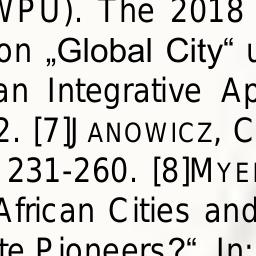 WPU). The 2018
on „Global City“ u
an Integrative Ap
2. [7]JANOWICZ, C
231-260. [8]MYE
African Cities and
te Pioneers?“. In: